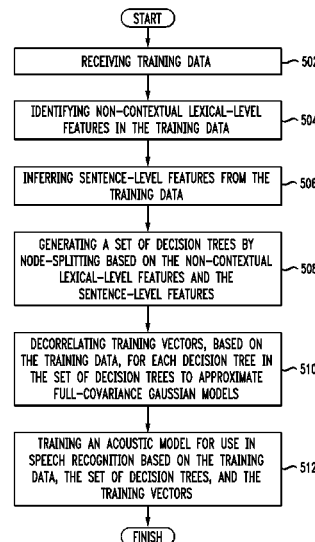 START
RECEIVING TRAINING DATA
502
IDENTIFYING NON-CONTEXTUAL LEXICAL-LEVEL
FEATURES IN THE TRAINING DATA
504
INFERRING SENTENCE-LEVEL FEATURES FROM THE
TRAINING DATA
506
GENERATING A SET OF DECISION TREES BY
NODE-SPLITTING BASED ON THE NON-CONTEXTUAL
LEXICAL-LEVEL FEATURES AND THE
SENTENCE-LEVEL FEATURES
508
DECORRELATING TRAINING VECTORS, BASED ON
THE TRAINING DATA, FOR EACH DECISION TREE IN
THE SET OF DECISION TREES TO APPROXIMATE
FULL-COVARIANCE GAUSSIAN MODELS
510
TRAINING AN ACOUSTIC MODEL FOR USE IN
SPEECH RECOGNITION BASED ON THE TRAINING
DATA, THE SET OF DECISION TREES, AND THE
TRAINING VECTORS
512
FINISH